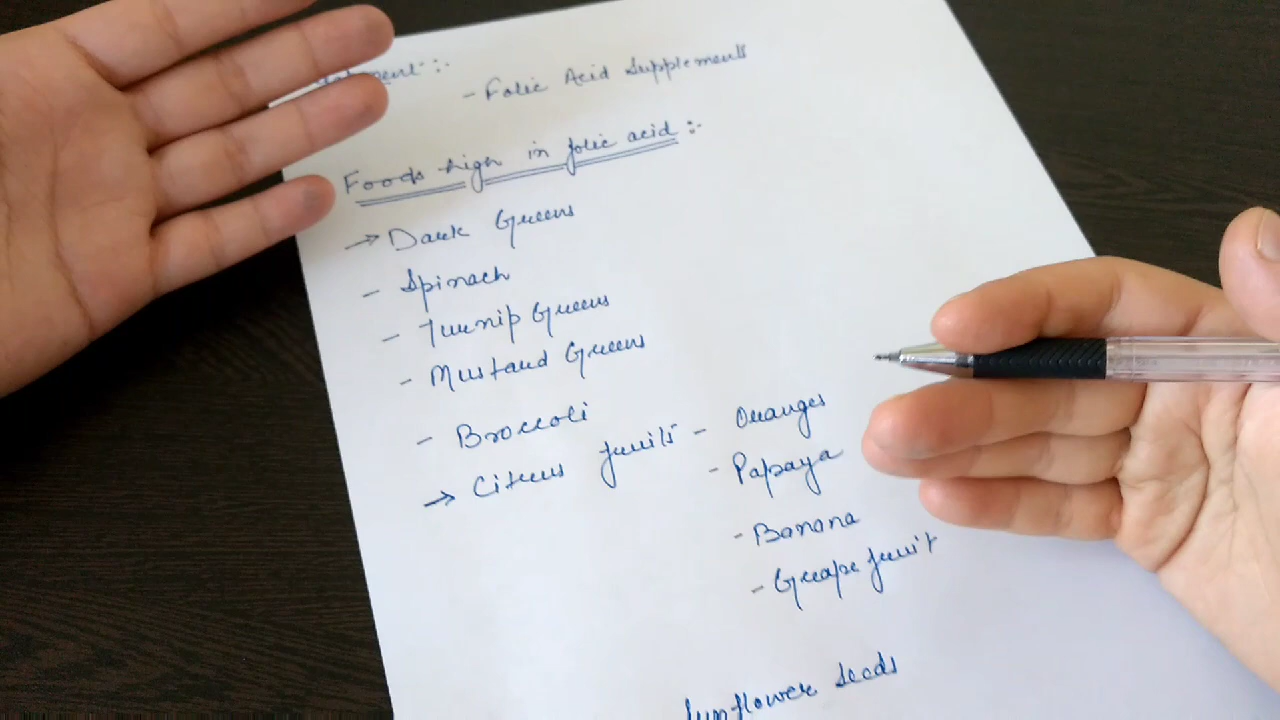 :-
- Folic Acid Supplements
Foods high in folic acid :-
→ Dark Greens
- Spinach
- Turnip Greens
- Mustard Greens
- Broccoli
→ Citrus fruits - Oranges
- Papaya
- Banana
- Grape fruit
Sunflower seeds